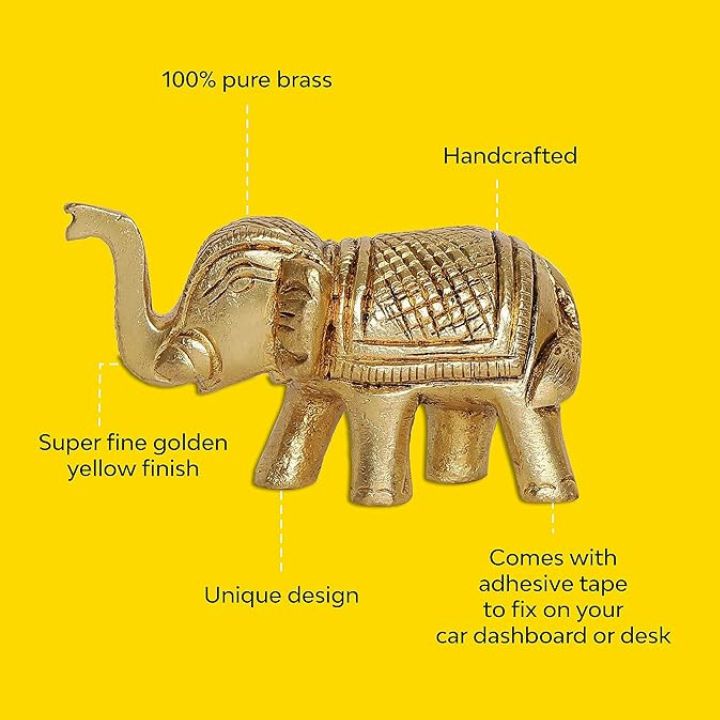 100% pure brass
Handcrafted
Super fine golden
yellow finish
Unique design
Comes with
adhesive tape
to fix on your
car dashboard or desk